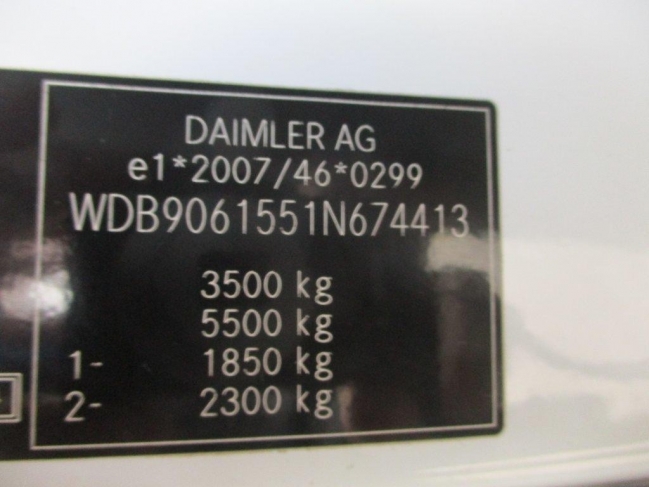 DAIMLER AG
e1*2007/46*0299
WDB9061551N674413
3500 kg
5500 kg
1- 1850 kg
2- 2300 kg